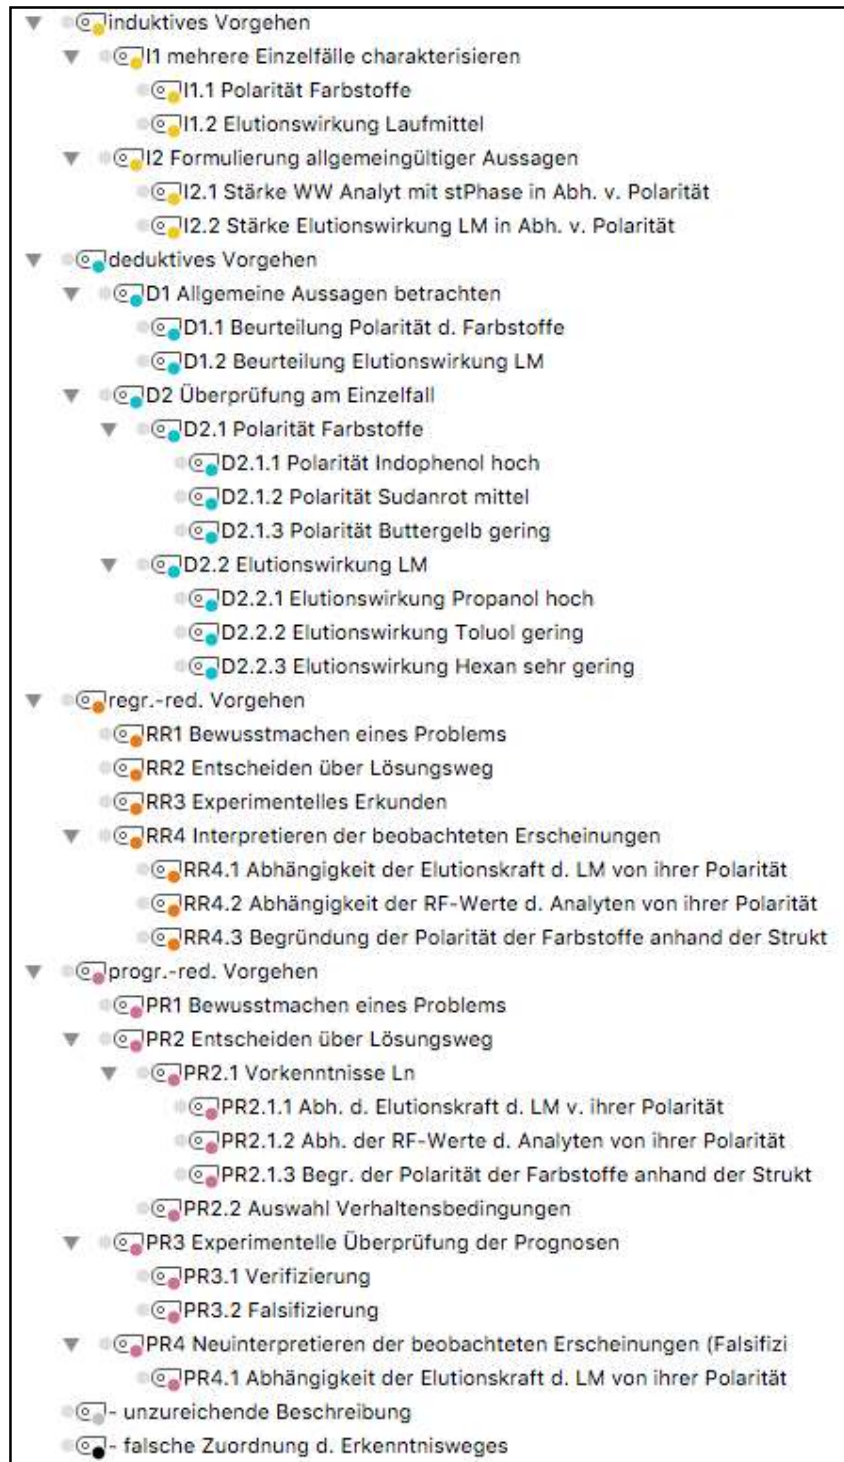 induktives Vorgehen
I1 mehrere Einzelfälle charakterisieren
I1.1 Polarität Farbstoffe
I1.2 Elutionswirkung Laufmittel
I2 Formulierung allgemeingültiger Aussagen
I2.1 Stärke WW Analyt mit stPhase in Abh. v. Polarität
I2.2 Stärke Elutionswirkung LM in Abh. v. Polarität
deduktives Vorgehen
D1 Allgemeine Aussagen betrachten
D1.1 Beurteilung Polarität d. Farbstoffe
D1.2 Beurteilung Elutionswirkung LM
D2 Überprüfung am Einzelfall
D2.1 Polarität Farbstoffe
D2.1.1 Polarität Indophenol hoch
D2.1.2 Polarität Sudanrot mittel
D2.1.3 Polarität Buttergelb gering
D2.2 Elutionswirkung LM
D2.2.1 Elutionswirkung Propanol hoch
D2.2.2 Elutionswirkung Toluol gering
D2.2.3 Elutionswirkung Hexan sehr gering
regr.-red. Vorgehen
RR1 Bewusstmachen eines Problems
RR2 Entscheiden über Lösungsweg
RR3 Experimentelles Erkunden
RR4 Interpretieren der beobachteten Erscheinungen
RR4.1 Abhängigkeit der Elutionskraft d. LM von ihrer Polarität
RR4.2 Abhängigkeit der RF-Werte d. Analyten von ihrer Polarität
RR4.3 Begründung der Polarität der Farbstoffe anhand der Strukt
progr.-red. Vorgehen
PR1 Bewusstmachen eines Problems
PR2 Entscheiden über Lösungsweg
PR2.1 Vorkenntnisse Ln
PR2.1.1 Abh. d. Elutionskraft d. LM v. ihrer Polarität
PR2.1.2 Abh. der RF-Werte d. Analyten von ihrer Polarität
PR2.1.3 Begr. der Polarität der Farbstoffe anhand der Strukt
PR2.2 Auswahl Verhaltensbedingungen
PR3 Experimentelle Überprüfung der Prognosen
PR3.1 Verifizierung
PR3.2 Falsifizierung
PR4 Neuinterpretieren der beobachteten Erscheinungen (Falsifizi
PR4.1 Abhängigkeit der Elutionskraft d. LM von ihrer Polarität
- unzureichende Beschreibung
- falsche Zuordnung d. Erkenntnisweges